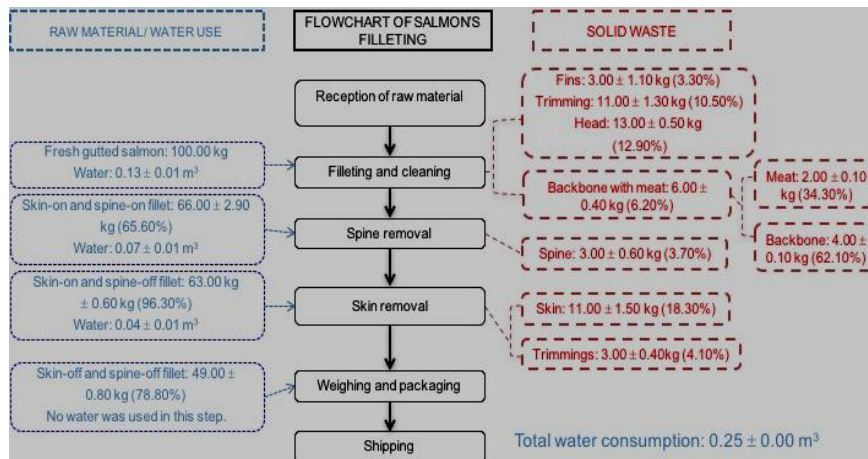 RAW MATERIAL/ WATER USE
FLOWCHART OF SALMON'S
FILLETING
SOLID WASTE
Reception of raw material
Fins: 3.00 ± 1.10 kg (3.30%)
Trimming: 11.00 ± 1.30 kg (10.50%)
Head: 13.00 ± 0.50 kg
(12.90%)
Fresh gutted salmon: 100.00 kg
Water: 0.13 ± 0.01 m³
Filleting and cleaning
Backbone with meat: 6.00 ±
0.40 kg (6.20%)
Meat: 2.00 ± 0.10
kg (34.30%)
Backbone: 4.00 ±
0.10 kg (62.10%)
Skin-on and spine-on fillet: 66.00 ± 2.90
kg (65.60%)
Water: 0.07 ± 0.01 m³
Spine removal
Spine: 3.00 ± 0.60 kg (3.70%)
Skin-on and spine-off fillet: 63.00 kg
± 0.60 kg (96.30%)
Water: 0.04 ± 0.01 m³
Skin removal
Skin: 11.00 ± 1.50 kg (18.30%)
Trimmings: 3.00 ± 0.40kg (4.10%)
Skin-off and spine-off fillet: 49.00 ±
0.80 kg (78.80%)
No water was used in this step.
Weighing and packaging
Shipping
Total water consumption: 0.25 ± 0.00 m³